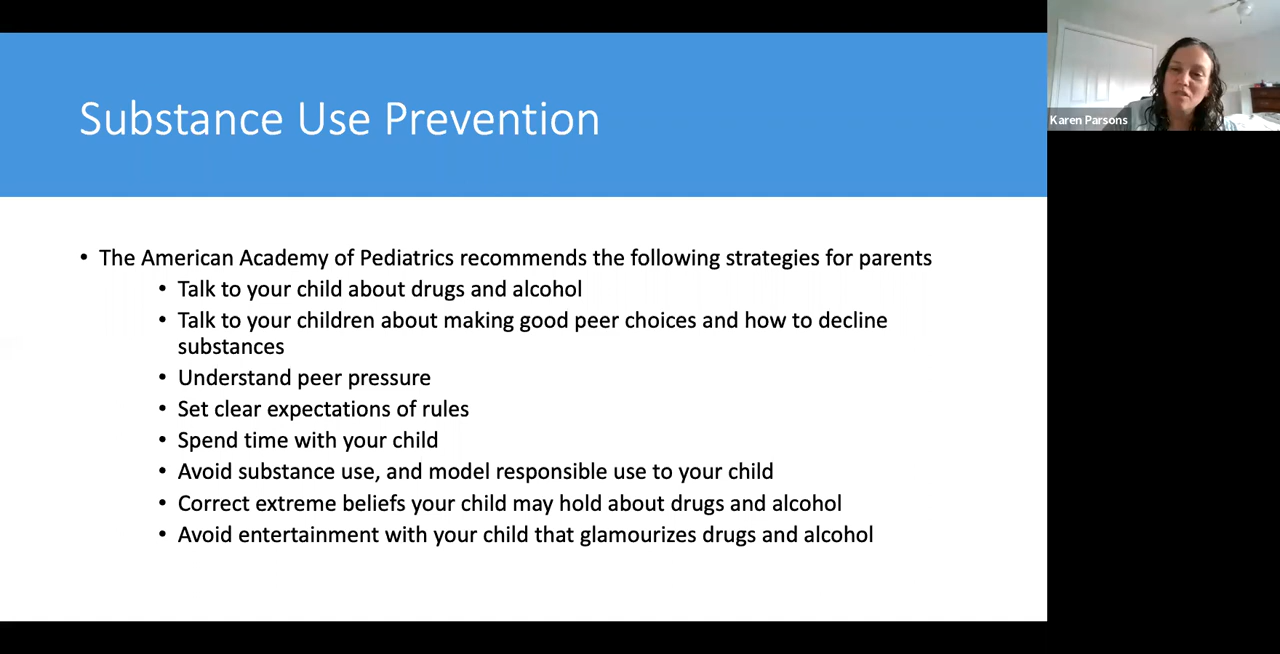 Substance Use Prevention
Karen Parsons
• The American Academy of Pediatrics recommends the following strategies for parents
• Talk to your child about drugs and alcohol
• Talk to your children about making good peer choices and how to decline
substances
• Understand peer pressure
• Set clear expectations of rules
• Spend time with your child
• Avoid substance use, and model responsible use to your child
• Correct extreme beliefs your child may hold about drugs and alcohol
• Avoid entertainment with your child that glamourizes drugs and alcohol